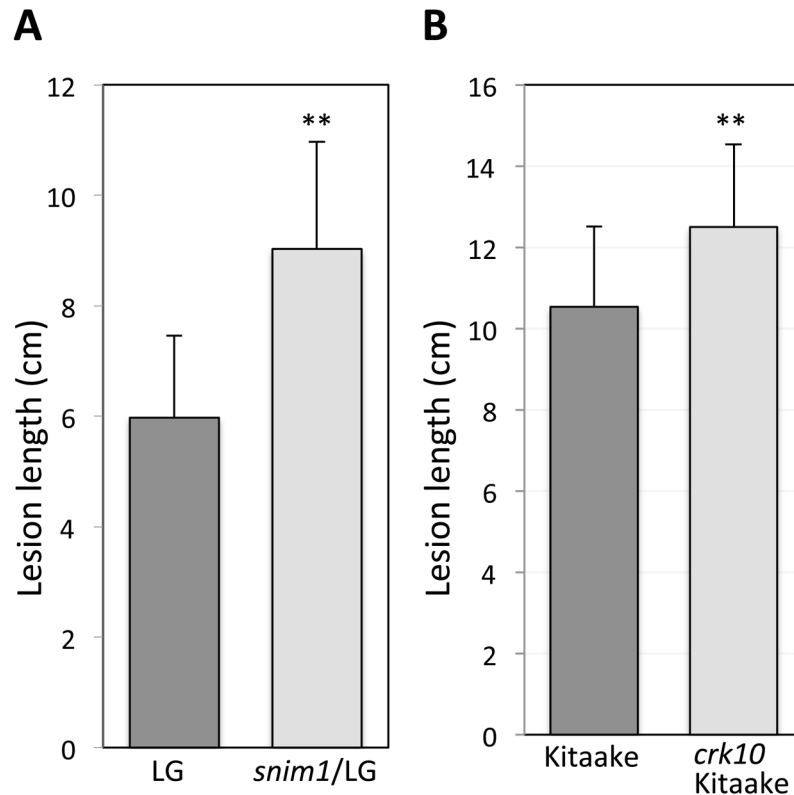 A
Lesion length (cm)
12
10
8
6
4
2
0
**
LG
snim1/LG
B
Lesion length (cm)
16
14
12
10
8
6
4
2
0
**
Kitaake
crk10
Kitaake